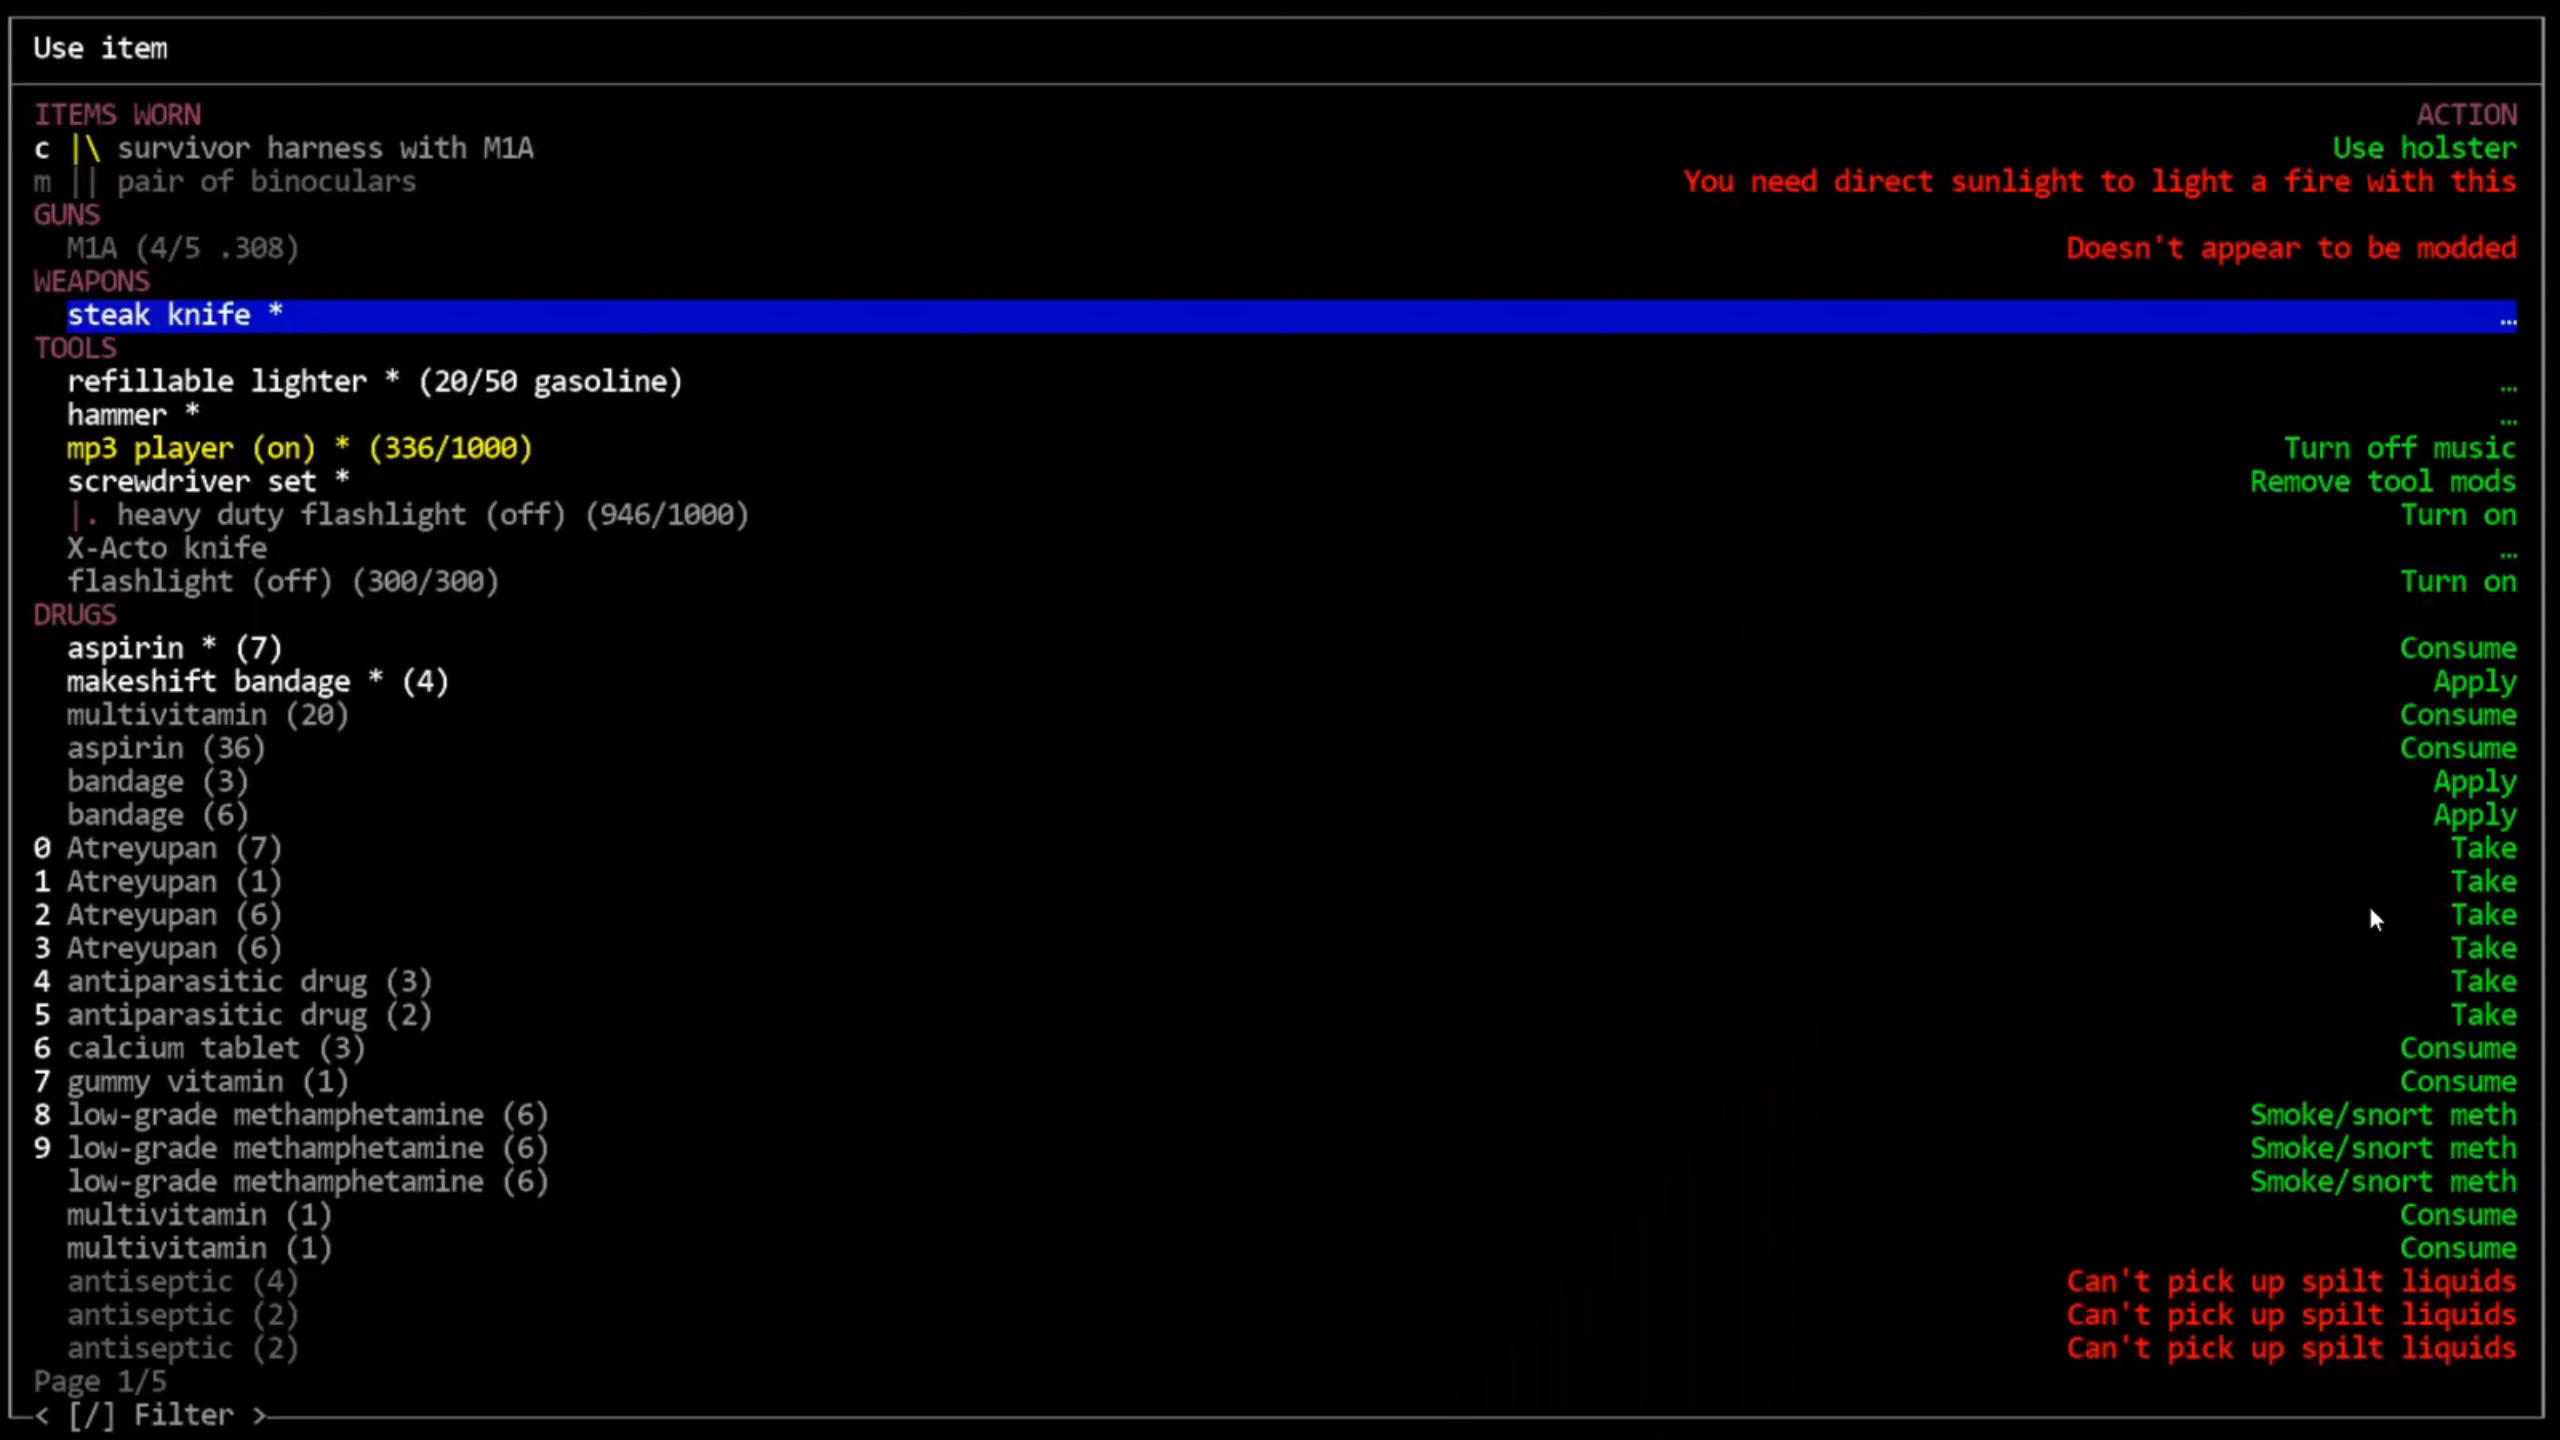 Use item
ITEMS WORN ACTION
c |\ survivor harness with M1A Use holster
m || pair of binoculars You need direct sunlight to light a fire with this
GUNS
M1A (4/5 .308) Doesn't appear to be modded
WEAPONS
steak knife * …
TOOLS
refillable lighter * (20/50 gasoline) …
hammer * …
mp3 player (on) * (336/1000) Turn off music
screwdriver set * Remove tool mods
|. heavy duty flashlight (off) (946/1000) Turn on
X-Acto knife …
flashlight (off) (300/300) Turn on
DRUGS
aspirin * (7) Consume
makeshift bandage * (4) Apply
multivitamin (20) Consume
aspirin (36) Consume
bandage (3) Apply
bandage (6) Apply
0 Atreyupan (7) Take
1 Atreyupan (1) Take
2 Atreyupan (6) Take
3 Atreyupan (6) Take
4 antiparasitic drug (3) Take
5 antiparasitic drug (2) Take
6 calcium tablet (3) Consume
7 gummy vitamin (1) Consume
8 low-grade methamphetamine (6) Smoke/snort meth
9 low-grade methamphetamine (6) Smoke/snort meth
low-grade methamphetamine (6) Smoke/snort meth
multivitamin (1) Consume
multivitamin (1) Consume
antiseptic (4) Can't pick up spilt liquids
antiseptic (2) Can't pick up spilt liquids
antiseptic (2) Can't pick up spilt liquids
Page 1/5
< [/] Filter >